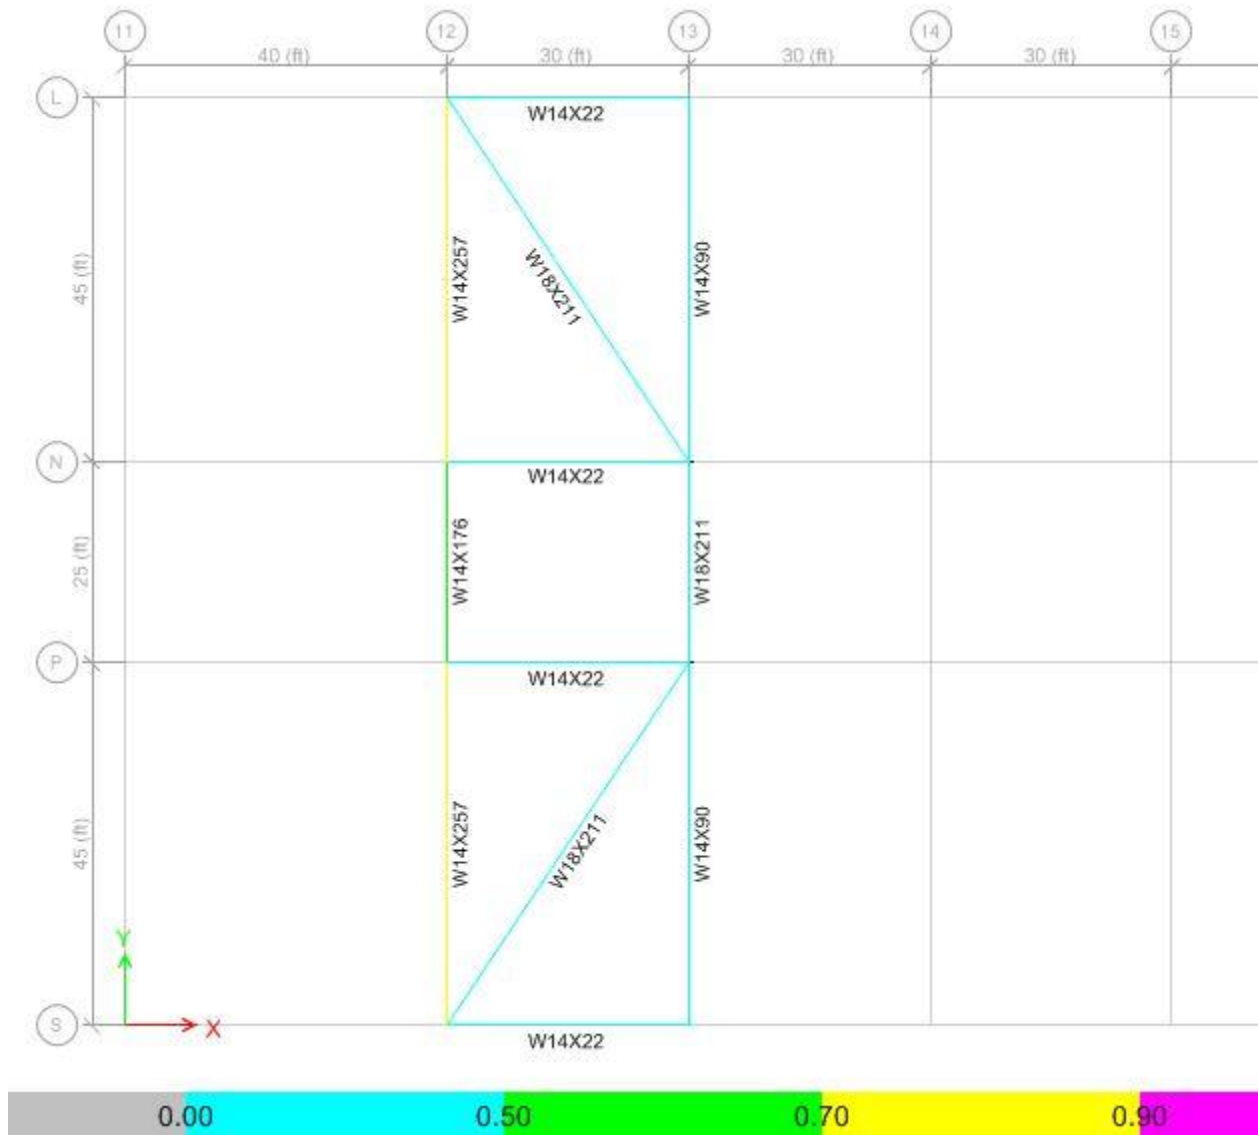 11 12 13 14 15
40 (ft) 30 (ft) 30 (ft) 30 (ft)
L
W14X22
45 (ft)
W14X257
W18X211
W14X90
N
W14X22
25 (ft)
W14X176
W18X211
P
W14X22
45 (ft)
W14X257
W18X211
W14X90
Y
S
X
W14X22
0.00 0.50 0.70 0.90